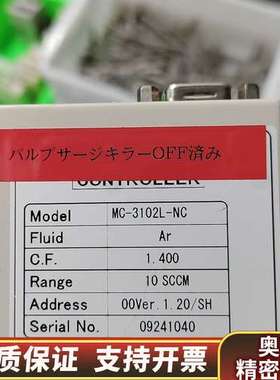 バルブサージキラーOFF済み
CONTROLLER
Model MC-3102L-NC
Fluid Ar
C.F. 1.400
Range 10 SCCM
Address 00Ver.1.20/SH
Serial No. 09241040
质保证 支持开票
奥
精密